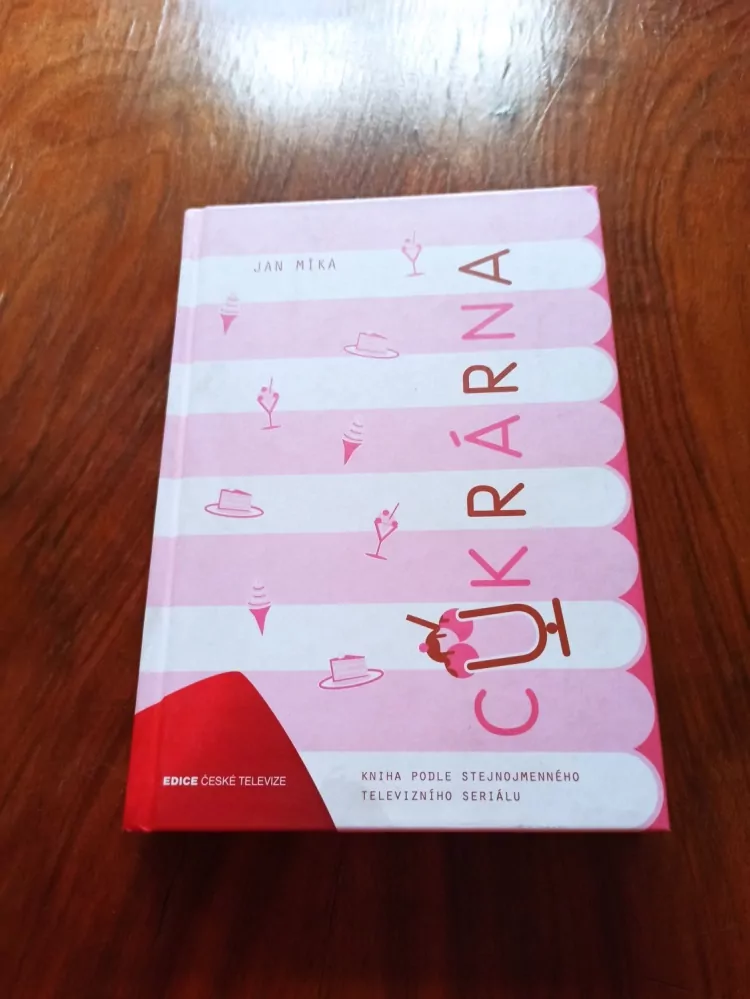 JAN MÍKA
CUKRÁRNA
EDICE ČESKÉ TELEVIZE
KNIHA PODLE STEJNOJMENNÉHO
TELEVIZNÍHO SERIÁLU